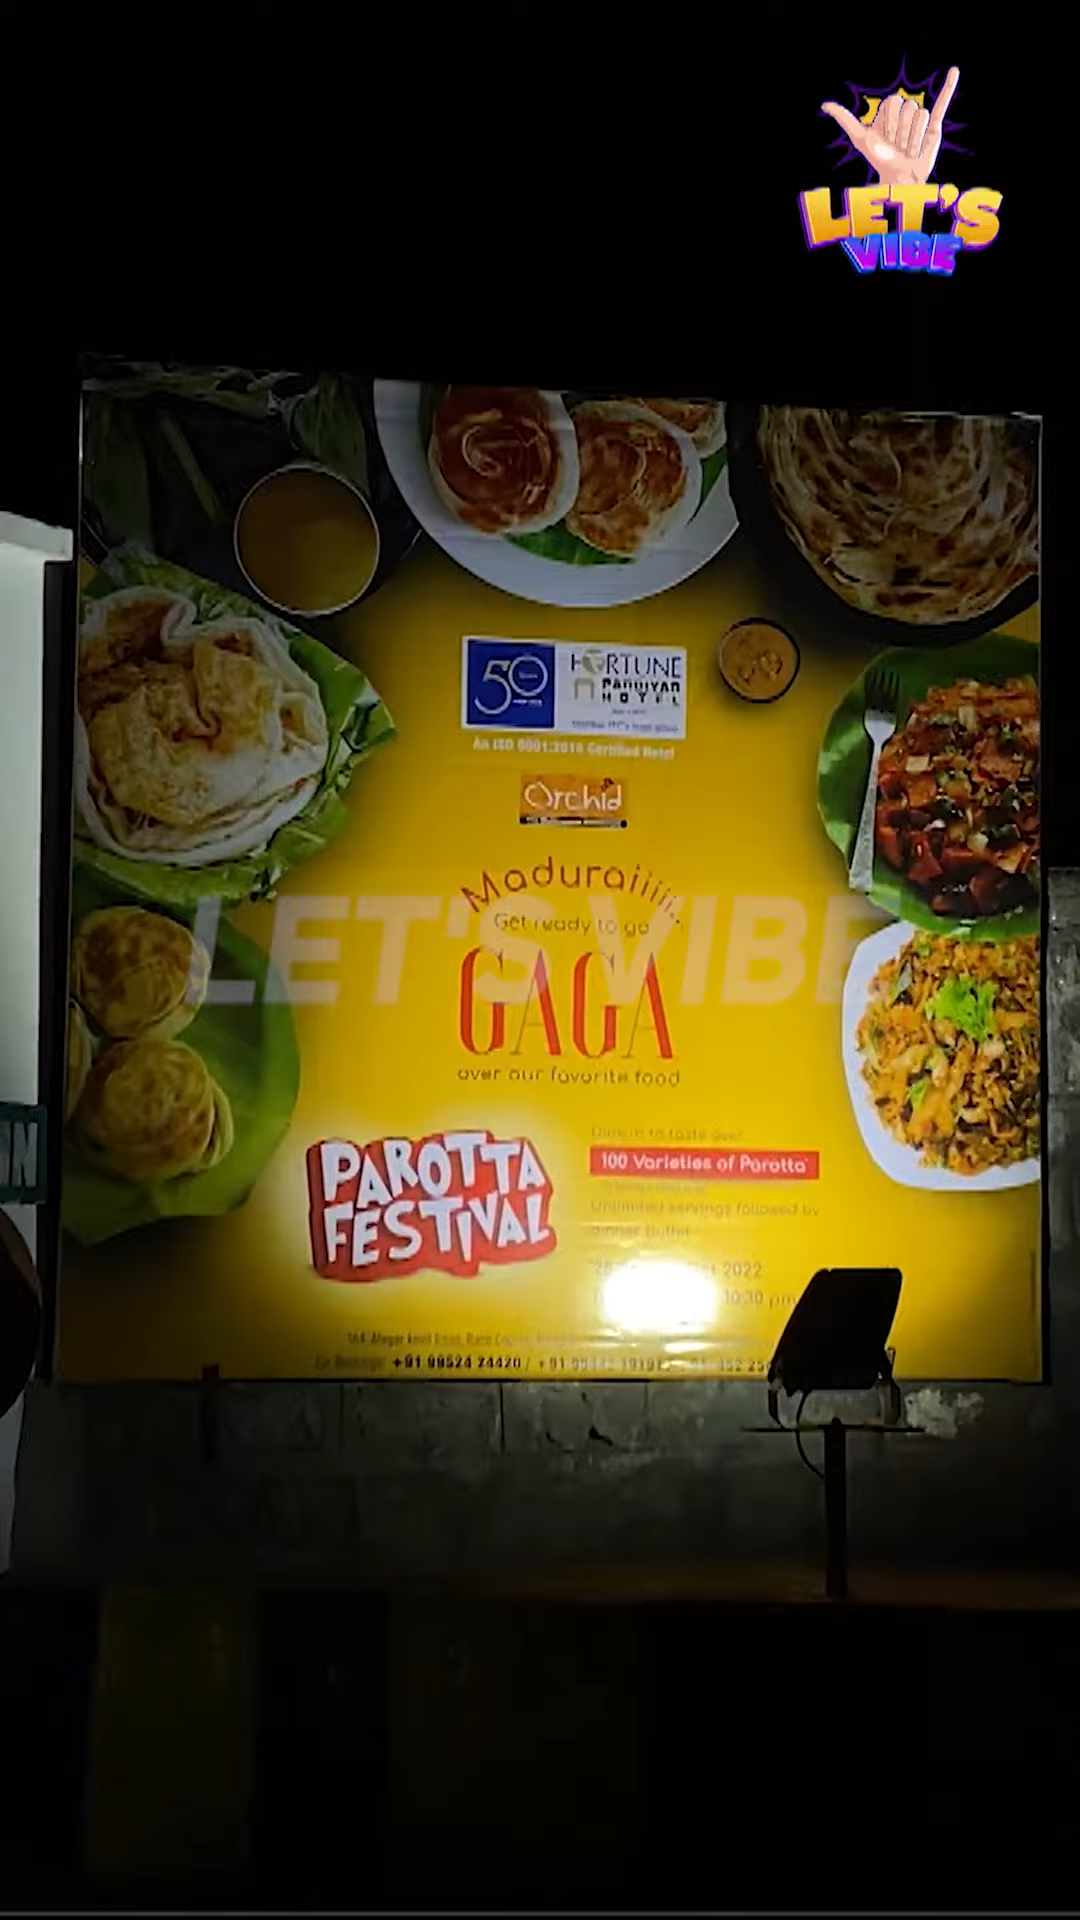 LET'S
VIBE
50
FORTUNE
PANDIYAN
HOTEL
An ISO 9001:2015 Certified Hotel
Orchid
Maduraiiiii..
Get ready to go
LET'S VIBE
GAGA
over our favorite food
PAROTTA
FESTIVAL
Dive in to taste over
100 Varieties of Parotta
Unlimited servings followed by
dinner buffet
2022
10:30 pm
+91 99524 24420 /